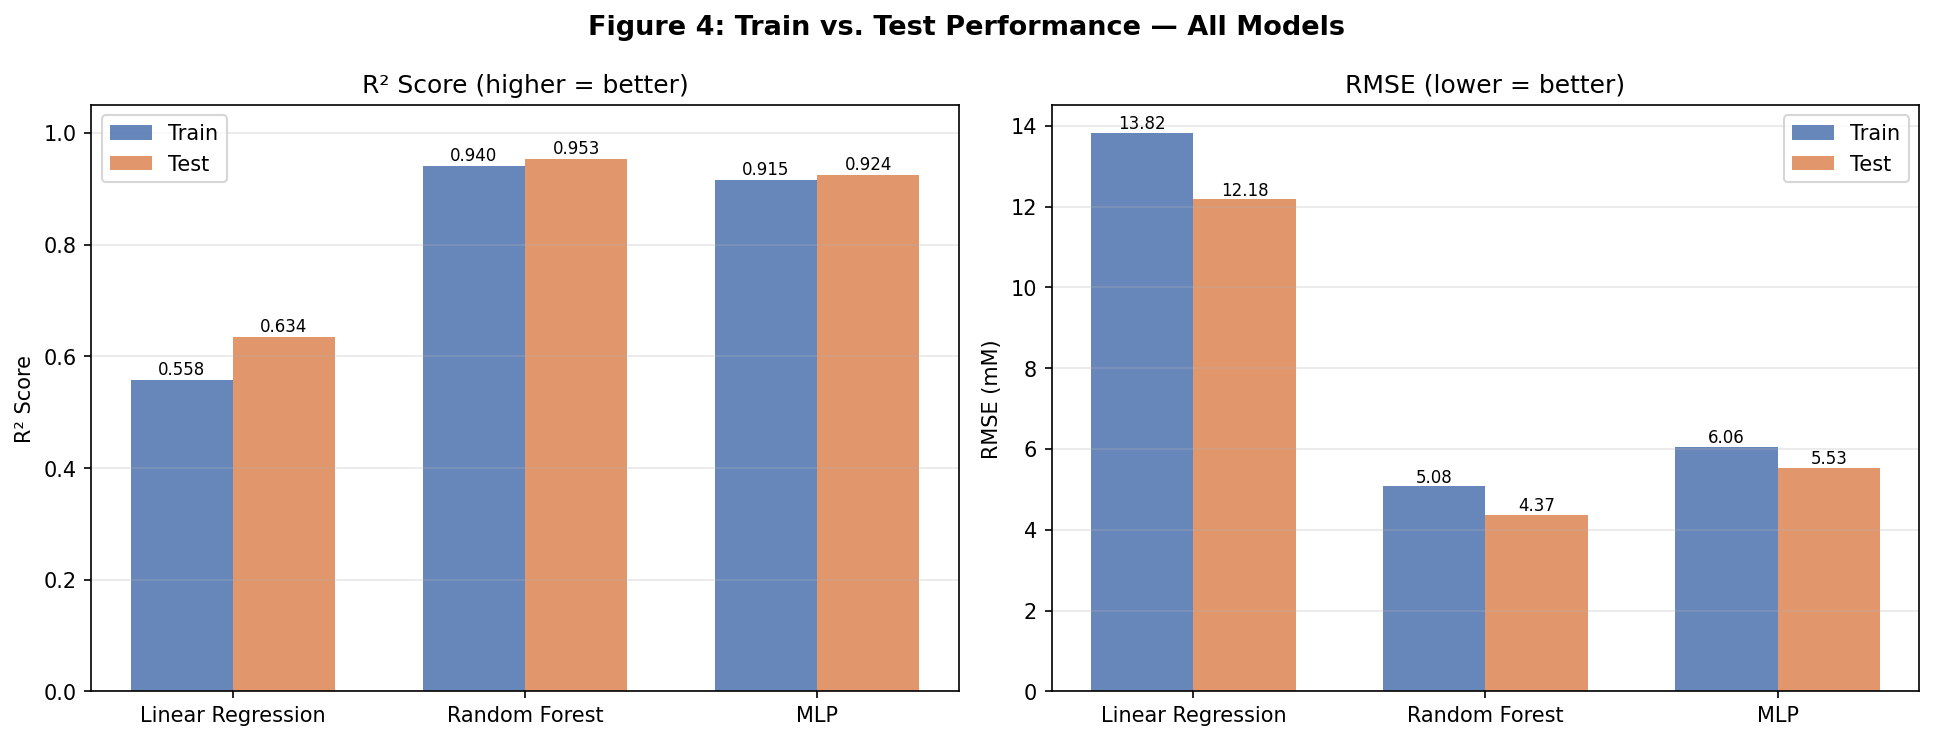 Figure 4: Train vs. Test Performance — All Models
R² Score (higher = better)
Train
Test
1.0
0.8
0.6
0.4
0.2
0.0
R² Score
0.558
0.634
0.940
0.953
0.915
0.924
Linear Regression
Random Forest
MLP
RMSE (lower = better)
Train
Test
14
12
10
8
6
4
2
0
RMSE (mM)
13.82
12.18
5.08
4.37
6.06
5.53
Linear Regression
Random Forest
MLP